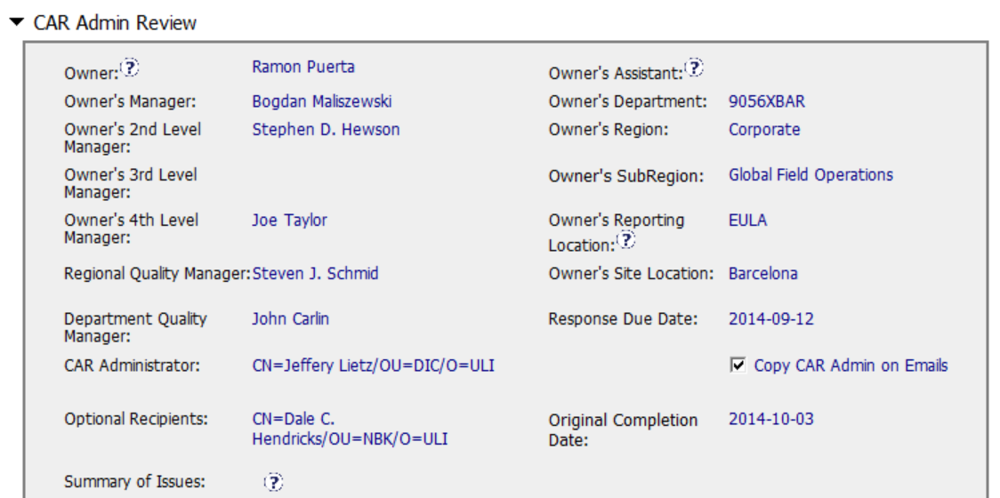 CAR Admin Review
Owner: ? Ramon Puerta Owner's Assistant: ?
Owner's Manager: Bogdan Maliszewski Owner's Department: 9056XBAR
Owner's 2nd Level Stephen D. Hewson Owner's Region: Corporate
Manager:
Owner's 3rd Level Owner's SubRegion: Global Field Operations
Manager:
Owner's 4th Level Joe Taylor Owner's Reporting EULA
Manager: Location: ?
Regional Quality Manager: Steven J. Schmid Owner's Site Location: Barcelona
Department Quality John Carlin Response Due Date: 2014-09-12
Manager:
CAR Administrator: CN=Jeffery Lietz/OU=DIC/O=ULI Copy CAR Admin on Emails
Optional Recipients: CN=Dale C. Original Completion 2014-10-03
Hendricks/OU=NBK/O=ULI Date:
Summary of Issues: ?